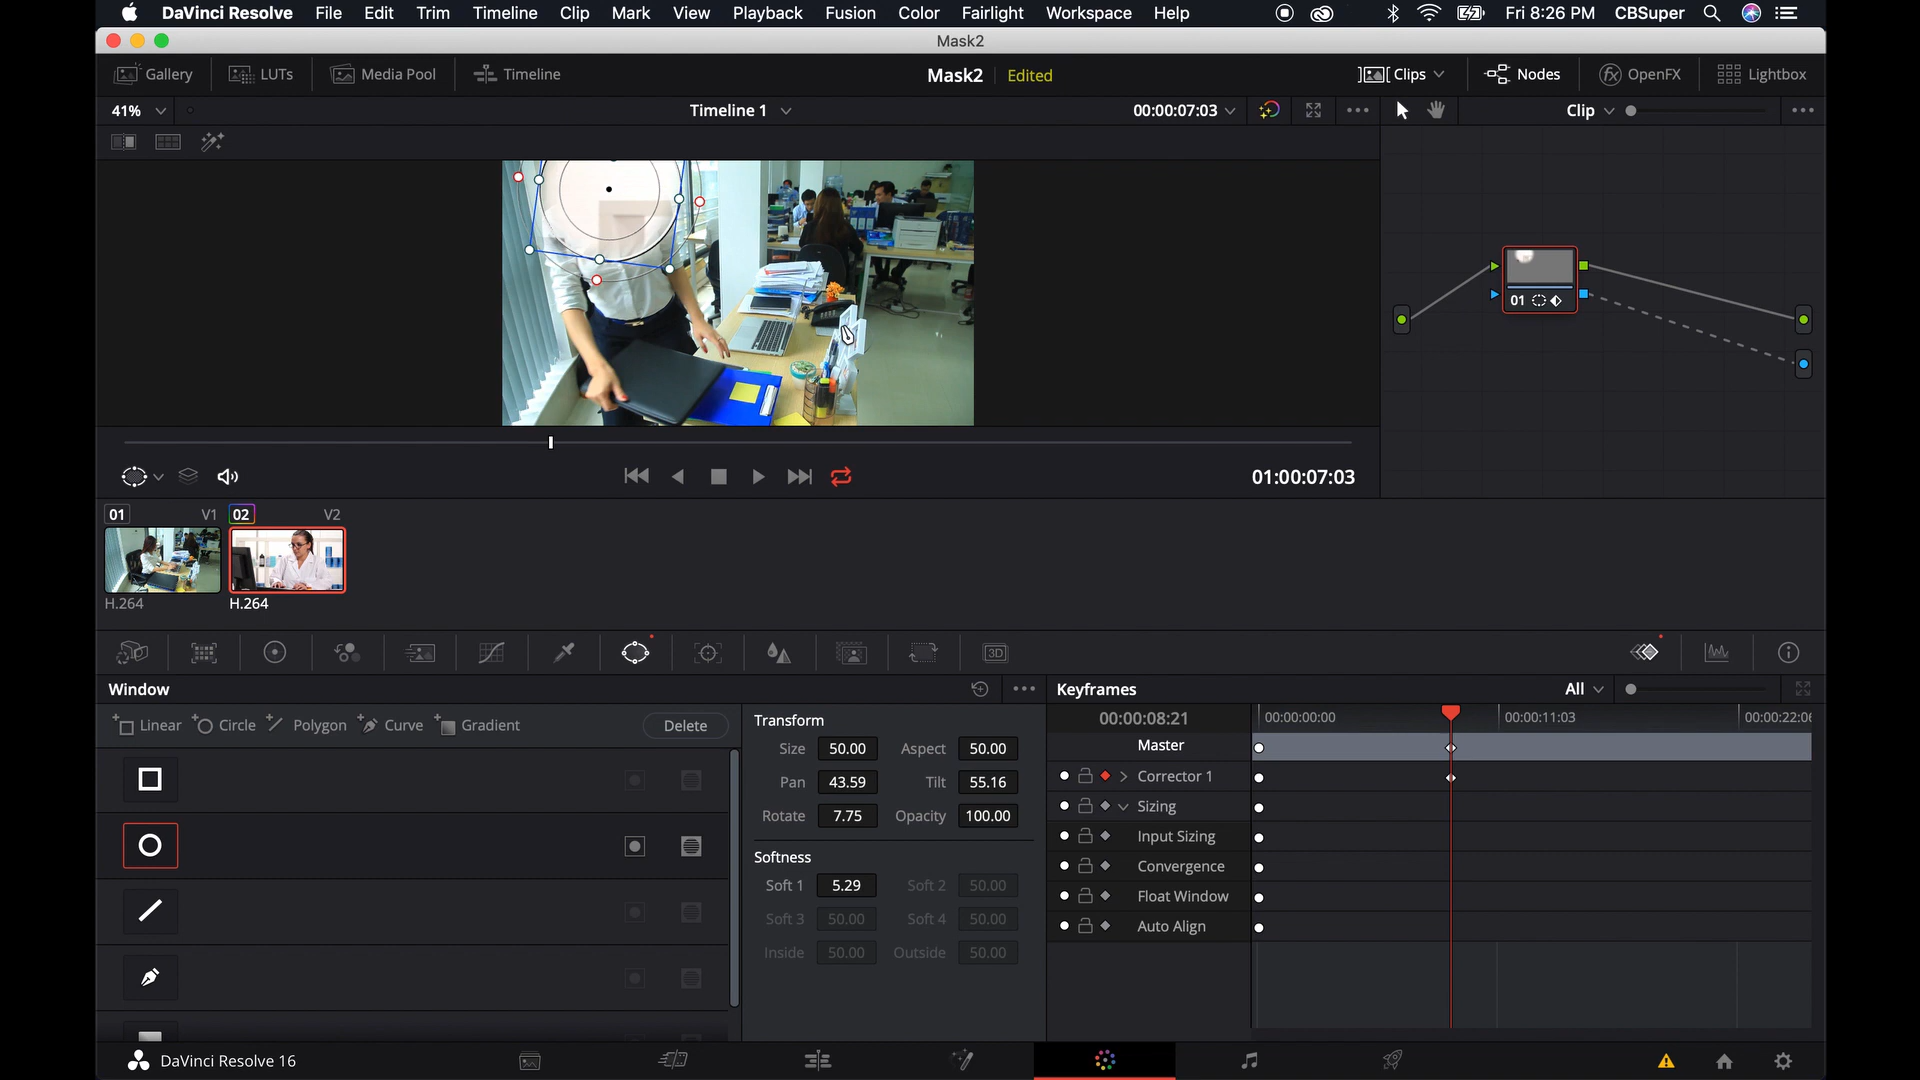 DaVinci Resolve File Edit Trim Timeline Clip Mark View Playback Fusion Color Fairlight Workspace Help Fri 8:26 PM CBSuper
Mask2
Gallery LUTs Media Pool Timeline Mask2 Edited Clips Nodes OpenFX Lightbox
41% Timeline 1 00:00:07:03 Clip
01
01:00:07:03
01 V1 02 V2
H.264 H.264
3D
Window Keyframes All
Linear Circle Polygon Curve Gradient Delete
Transform
Size 50.00 Aspect 50.00
Pan 43.59 Tilt 55.16
Rotate 7.75 Opacity 100.00
Softness
Soft 1 5.29 Soft 2 50.00
Soft 3 50.00 Soft 4 50.00
Inside 50.00 Outside 50.00
00:00:08:21 00:00:00:00 00:00:11:03 00:00:22:06
Master
Corrector 1
Sizing
Input Sizing
Convergence
Float Window
Auto Align
DaVinci Resolve 16